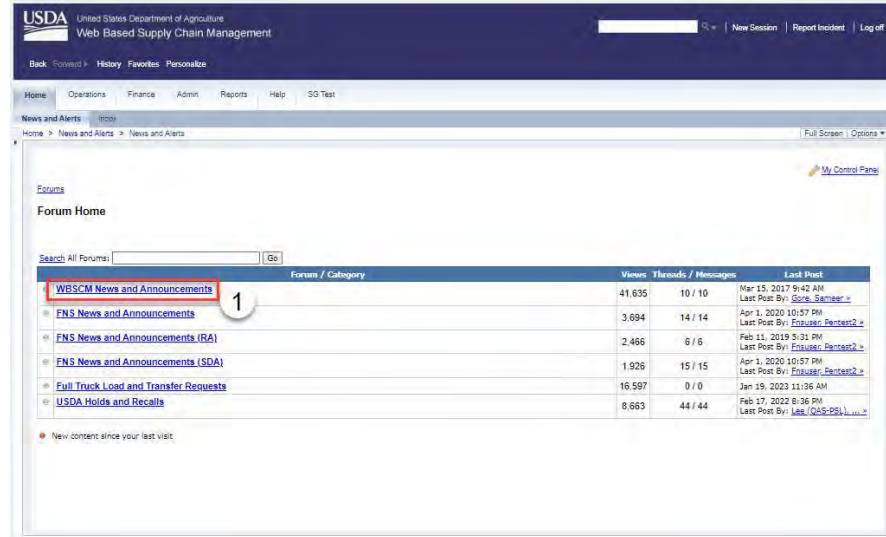 USDA United States Department of Agriculture
Web Based Supply Chain Management
New Session | Report Incident | Log off
Back Forward History Favorites Personalize
Home Operations Finance Admin Reports Help SG Test
News and Alerts Inbox
Home > News and Alerts > News and Alerts
Full Screen | Options
My Control Panel
Forums
Forum Home
Search All Forums: Go
Forum / Category Views Threads / Messages Last Post
WBSCM News and Announcements 41,635 10 / 10 Mar 15, 2017 9:42 AM
Last Post By: Gore, Sameer »
1
FNS News and Announcements 3,694 14 / 14 Apr 1, 2020 10:57 PM
Last Post By: Fnsuser, Pentest2 »
FNS News and Announcements (RA) 2,466 6 / 6 Feb 11, 2019 5:31 PM
Last Post By: Fnsuser, Pentest2 »
FNS News and Announcements (SDA) 1,926 15 / 15 Apr 1, 2020 10:57 PM
Last Post By: Fnsuser, Pentest2 »
Full Truck Load and Transfer Requests 16,597 0 / 0 Jan 19, 2023 11:36 AM
USDA Holds and Recalls 8,663 44 / 44 Feb 17, 2022 8:36 PM
Last Post By: Lee (QAS-PSL), ... »
New content since your last visit